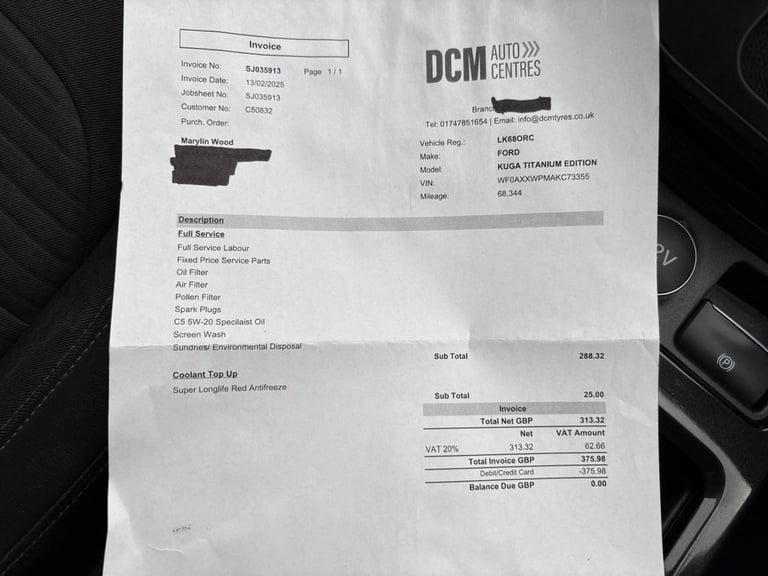 Invoice
Invoice No: SJ035913 Page 1 / 1
Invoice Date: 13/02/2025
Jobsheet No: SJ035913
Customer No: C50832
Purch. Order:
Marylin Wood
DCM AUTO CENTRES
Branc
Tel: 01747851654 | Email: info@dcmtyres.co.uk
Vehicle Reg.: LK68ORC
Make: FORD
Model: KUGA TITANIUM EDITION
VIN: WF0AXXWPMAKC73355
Mileage: 68,344
Description
Full Service
Full Service Labour
Fixed Price Service Parts
Oil Filter
Air Filter
Pollen Filter
Spark Plugs
C5 5W-20 Specilaist Oil
Screen Wash
Sundries/ Environmental Disposal
Sub Total 288.32
Coolant Top Up
Super Longlife Red Antifreeze
Sub Total 25.00
Invoice
Total Net GBP 313.32
Net VAT Amount
VAT 20% 313.32 62.66
Total Invoice GBP 375.98
Debit/Credit Card -375.98
Balance Due GBP 0.00